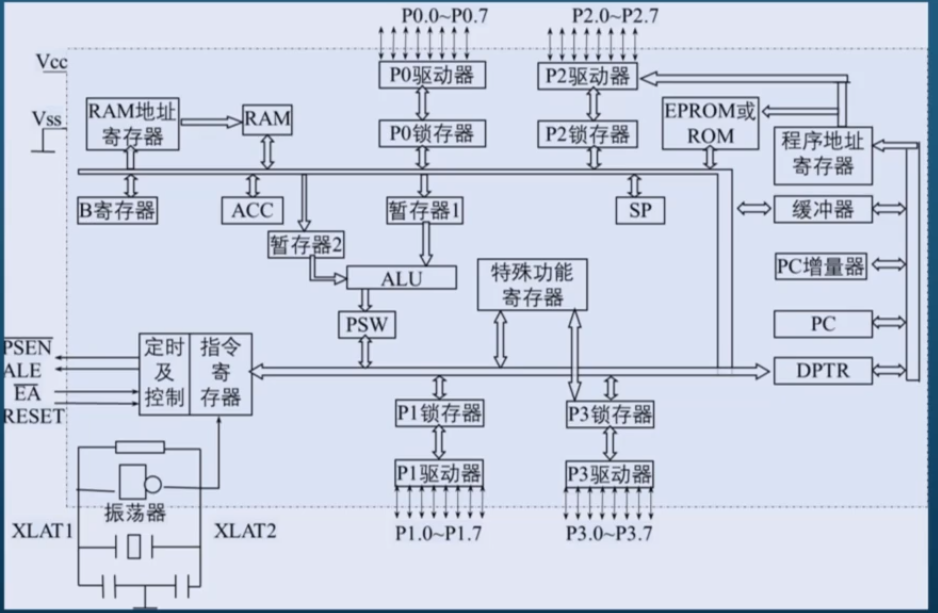 P0.0~P0.7
P2.0~P2.7
Vcc
P0驱动器
P2驱动器
RAM地址
寄存器
RAM
EPROM或
ROM
Vss
P0锁存器
P2锁存器
程序地址
寄存器
B寄存器
ACC
暂存器1
SP
缓冲器
暂存器2
ALU
特殊功能
寄存器
PC增量器
PSW
PC
PSEN
ALE
EA
RESET
定时
及
控制
指令
寄
存器
DPTR
P1锁存器
P3锁存器
P1驱动器
P3驱动器
振荡器
XLAT1
XLAT2
P1.0~P1.7
P3.0~P3.7